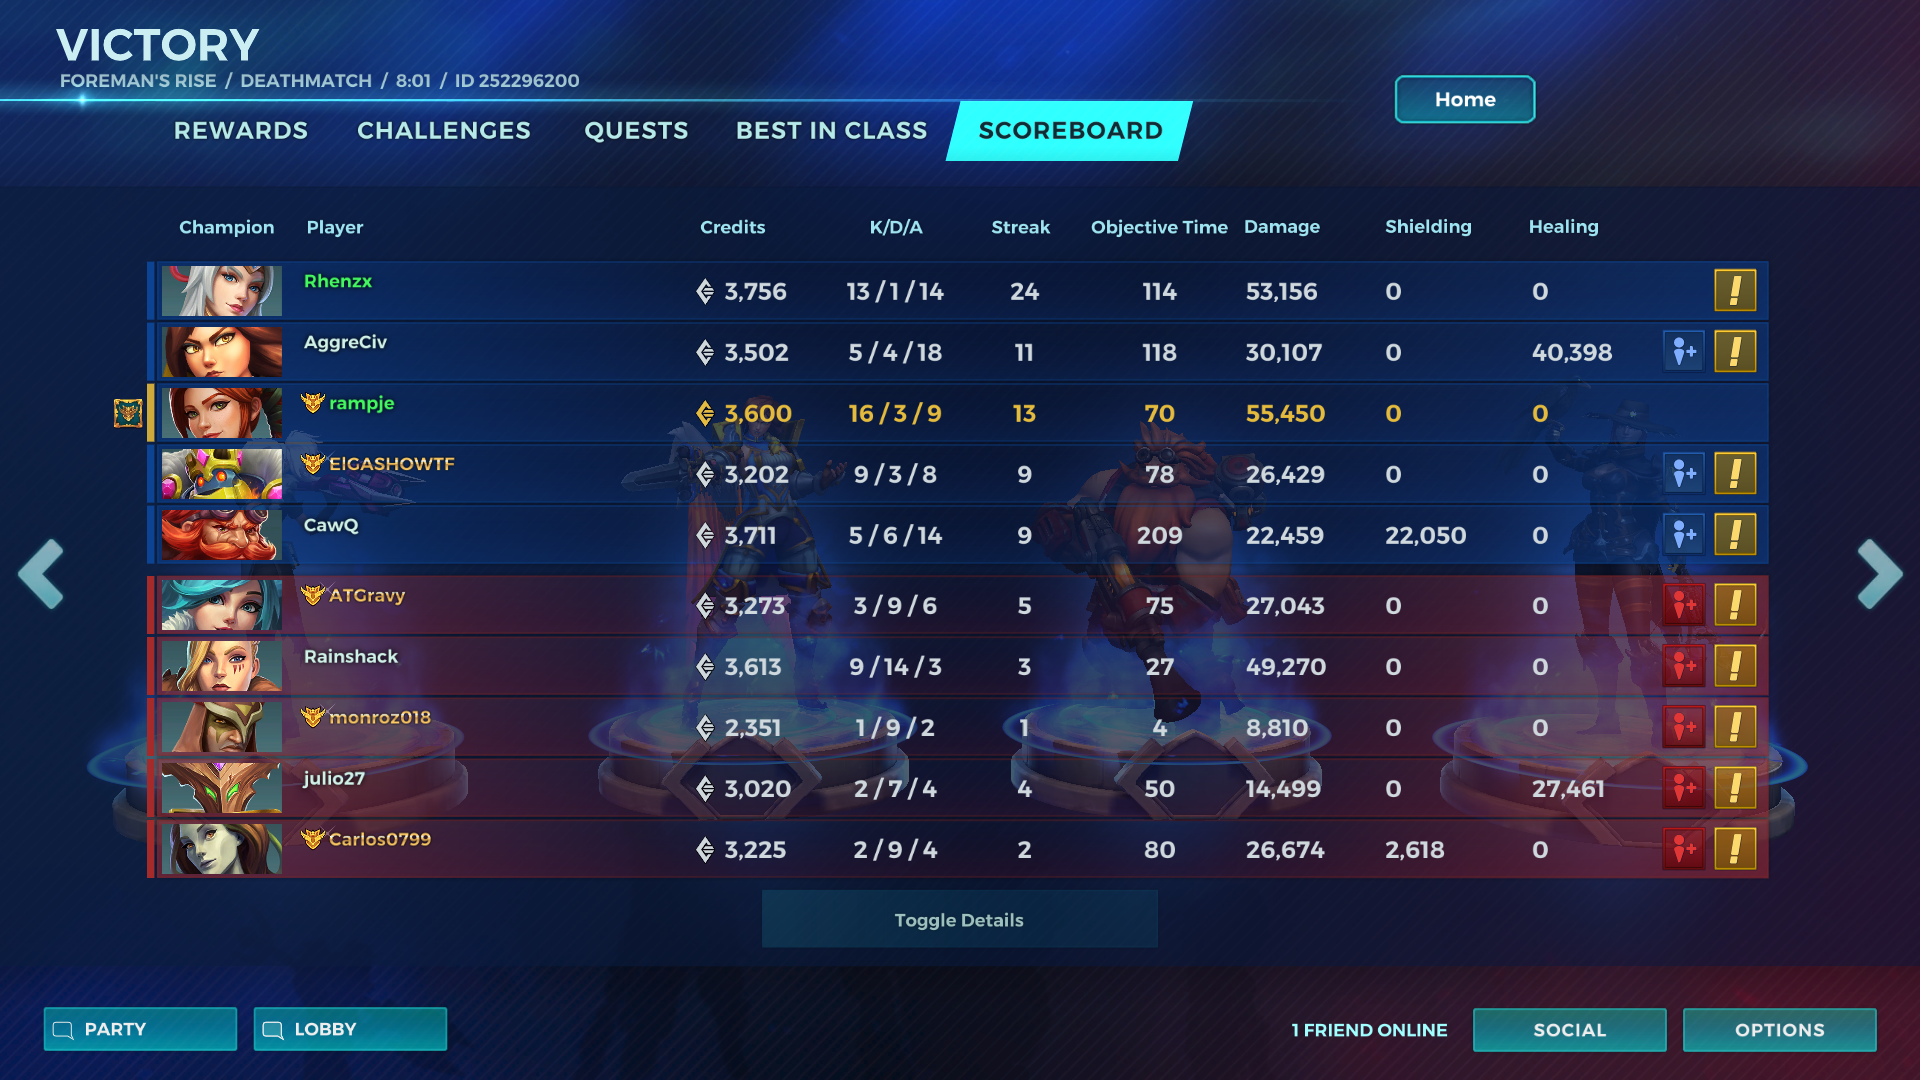 VICTORY
FOREMAN'S RISE / DEATHMATCH / 8:01 / ID 252296200
Home
REWARDS CHALLENGES QUESTS BEST IN CLASS SCOREBOARD
Champion Player Credits K/D/A Streak Objective Time Damage Shielding Healing
Rhenzx 3,756 13 / 1 / 14 24 114 53,156 0 0
AggreCiv 3,502 5 / 4 / 18 11 118 30,107 0 40,398
rampje 3,600 16 / 3 / 9 13 70 55,450 0 0
EIGASHOWTF 3,202 9 / 3 / 8 9 78 26,429 0 0
CawQ 3,711 5 / 6 / 14 9 209 22,459 22,050 0
ATGravy 3,273 3 / 9 / 6 5 75 27,043 0 0
Rainshack 3,613 9 / 14 / 3 3 27 49,270 0 0
monroz018 2,351 1 / 9 / 2 1 4 8,810 0 0
julio27 3,020 2 / 7 / 4 4 50 14,499 0 27,461
Carlos0799 3,225 2 / 9 / 4 2 80 26,674 2,618 0
Toggle Details
PARTY LOBBY 1 FRIEND ONLINE SOCIAL OPTIONS